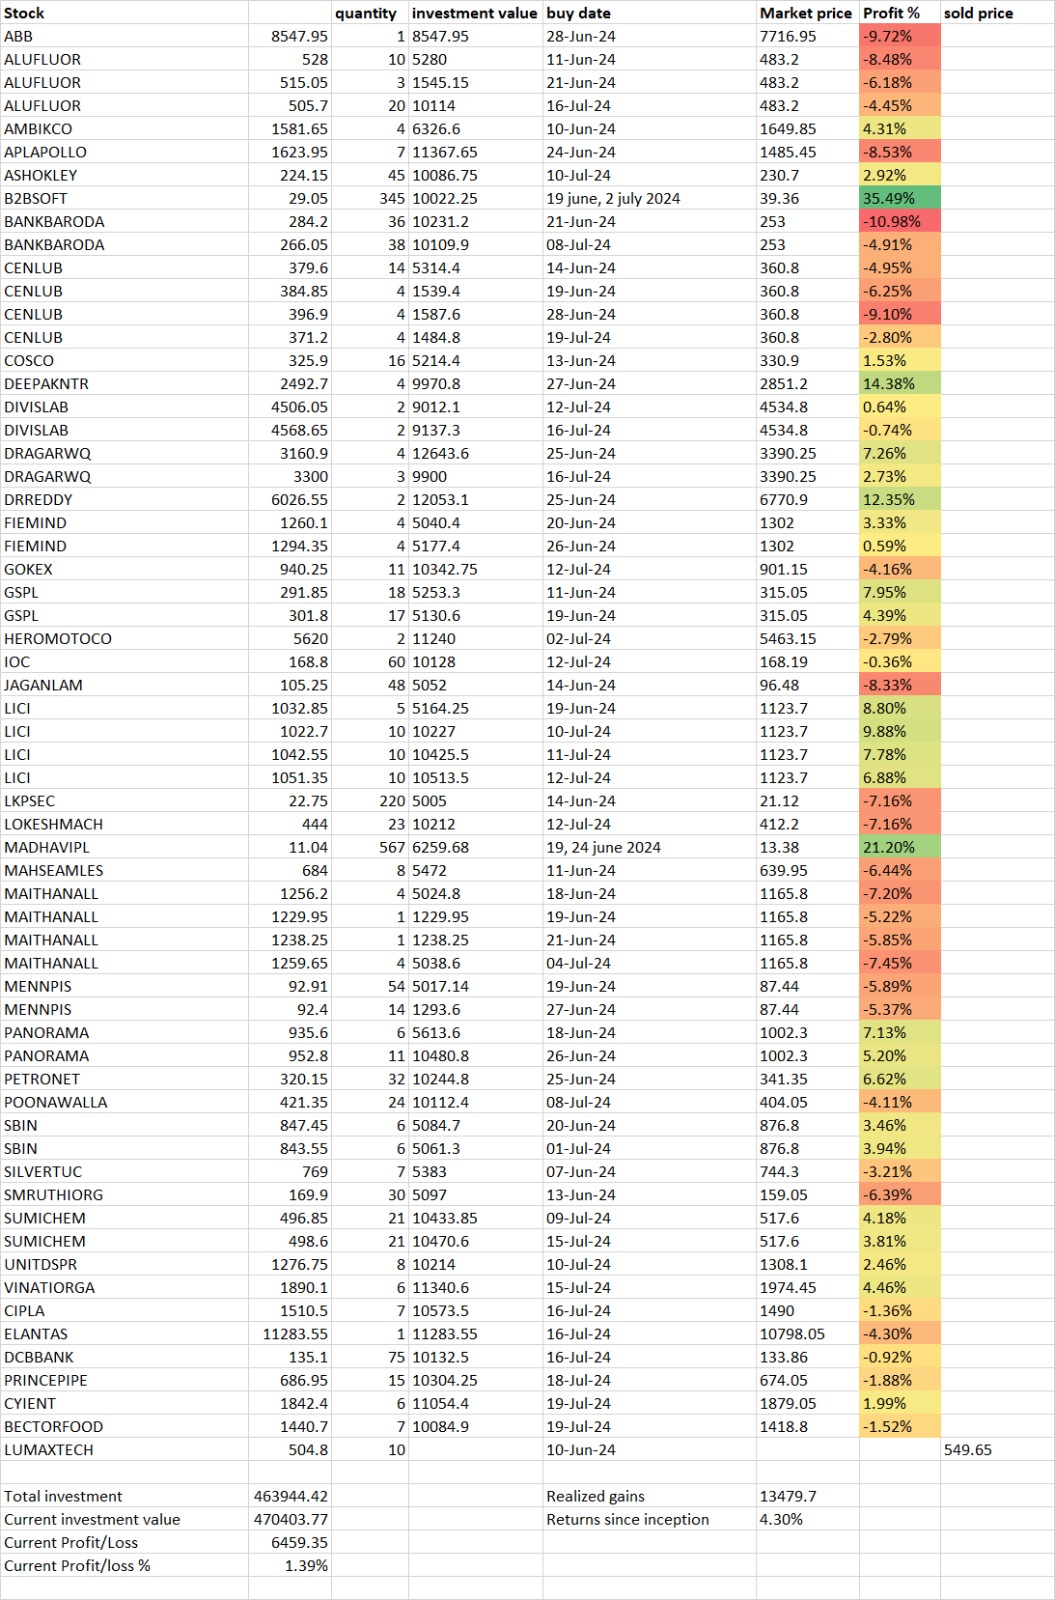 Stock quantity investment value buy date Market price Profit % sold price
ABB 8547.95 1 8547.95 28-Jun-24 7716.95 -9.72%
ALUFLUOR 528 10 5280 11-Jun-24 483.2 -8.48%
ALUFLUOR 515.05 3 1545.15 21-Jun-24 483.2 -6.18%
ALUFLUOR 505.7 20 10114 16-Jul-24 483.2 -4.45%
AMBIKCO 1581.65 4 6326.6 10-Jun-24 1649.85 4.31%
APLAPOLLO 1623.95 7 11367.65 24-Jun-24 1485.45 -8.53%
ASHOKLEY 224.15 45 10086.75 10-Jul-24 230.7 2.92%
B2BSOFT 29.05 345 10022.25 19 june, 2 july 2024 39.36 35.49%
BANKBARODA 284.2 36 10231.2 21-Jun-24 253 -10.98%
BANKBARODA 266.05 38 10109.9 08-Jul-24 253 -4.91%
CENLUB 379.6 14 5314.4 14-Jun-24 360.8 -4.95%
CENLUB 384.85 4 1539.4 19-Jun-24 360.8 -6.25%
CENLUB 396.9 4 1587.6 28-Jun-24 360.8 -9.10%
CENLUB 371.2 4 1484.8 19-Jul-24 360.8 -2.80%
COSCO 325.9 16 5214.4 13-Jun-24 330.9 1.53%
DEEPAKNTR 2492.7 4 9970.8 27-Jun-24 2851.2 14.38%
DIVISLAB 4506.05 2 9012.1 12-Jul-24 4534.8 0.64%
DIVISLAB 4568.65 2 9137.3 16-Jul-24 4534.8 -0.74%
DRAGARWQ 3160.9 4 12643.6 25-Jun-24 3390.25 7.26%
DRAGARWQ 3300 3 9900 16-Jul-24 3390.25 2.73%
DRREDDY 6026.55 2 12053.1 25-Jun-24 6770.9 12.35%
FIEMIND 1260.1 4 5040.4 20-Jun-24 1302 3.33%
FIEMIND 1294.35 4 5177.4 26-Jun-24 1302 0.59%
GOKEX 940.25 11 10342.75 12-Jul-24 901.15 -4.16%
GSPL 291.85 18 5253.3 11-Jun-24 315.05 7.95%
GSPL 301.8 17 5130.6 19-Jun-24 315.05 4.39%
HEROMOTOCO 5620 2 11240 02-Jul-24 5463.15 -2.79%
IOC 168.8 60 10128 12-Jul-24 168.19 -0.36%
JAGANLAM 105.25 48 5052 14-Jun-24 96.48 -8.33%
LICI 1032.85 5 5164.25 19-Jun-24 1123.7 8.80%
LICI 1022.7 10 10227 10-Jul-24 1123.7 9.88%
LICI 1042.55 10 10425.5 11-Jul-24 1123.7 7.78%
LICI 1051.35 10 10513.5 12-Jul-24 1123.7 6.88%
LKPSEC 22.75 220 5005 14-Jun-24 21.12 -7.16%
LOKESHMACH 444 23 10212 12-Jul-24 412.2 -7.16%
MADHAVIPL 11.04 567 6259.68 19, 24 june 2024 13.38 21.20%
MAHSEAMLES 684 8 5472 11-Jun-24 639.95 -6.44%
MAITHANALL 1256.2 4 5024.8 18-Jun-24 1165.8 -7.20%
MAITHANALL 1229.95 1 1229.95 19-Jun-24 1165.8 -5.22%
MAITHANALL 1238.25 1 1238.25 21-Jun-24 1165.8 -5.85%
MAITHANALL 1259.65 4 5038.6 04-Jul-24 1165.8 -7.45%
MENNPIS 92.91 54 5017.14 19-Jun-24 87.44 -5.89%
MENNPIS 92.4 14 1293.6 27-Jun-24 87.44 -5.37%
PANORAMA 935.6 6 5613.6 18-Jun-24 1002.3 7.13%
PANORAMA 952.8 11 10480.8 26-Jun-24 1002.3 5.20%
PETRONET 320.15 32 10244.8 25-Jun-24 341.35 6.62%
POONAWALLA 421.35 24 10112.4 08-Jul-24 404.05 -4.11%
SBIN 847.45 6 5084.7 20-Jun-24 876.8 3.46%
SBIN 843.55 6 5061.3 01-Jul-24 876.8 3.94%
SILVERTUC 769 7 5383 07-Jun-24 744.3 -3.21%
SMRUTHIORG 169.9 30 5097 13-Jun-24 159.05 -6.39%
SUMICHEM 496.85 21 10433.85 09-Jul-24 517.6 4.18%
SUMICHEM 498.6 21 10470.6 15-Jul-24 517.6 3.81%
UNITDSPR 1276.75 8 10214 10-Jul-24 1308.1 2.46%
VINATIORGA 1890.1 6 11340.6 15-Jul-24 1974.45 4.46%
CIPLA 1510.5 7 10573.5 16-Jul-24 1490 -1.36%
ELANTAS 11283.55 1 11283.55 16-Jul-24 10798.05 -4.30%
DCBBANK 135.1 75 10132.5 16-Jul-24 133.86 -0.92%
PRINCEPIPE 686.95 15 10304.25 18-Jul-24 674.05 -1.88%
CYIENT 1842.4 6 11054.4 19-Jul-24 1879.05 1.99%
BECTORFOOD 1440.7 7 10084.9 19-Jul-24 1418.8 -1.52%
LUMAXTECH 504.8 10 10-Jun-24 549.65
Total investment 463944.42 Realized gains 13479.7
Current investment value 470403.77 Returns since inception 4.30%
Current Profit/Loss 6459.35
Current Profit/loss % 1.39%